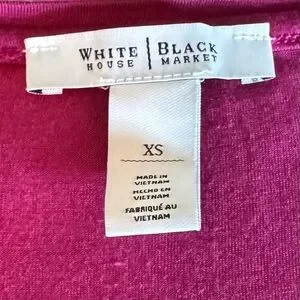 WHITE | BLACK
HOUSE | MARKET
XS
MADE IN
VIETNAM
HECHO EN
VIETNAM
FABRIQUÉ AU
VIETNAM